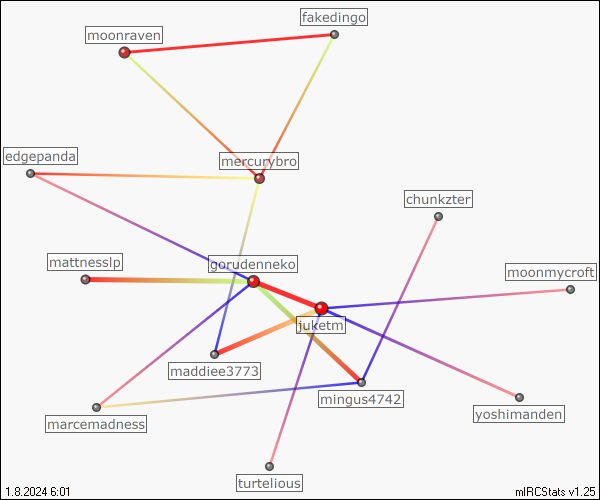 fakedingo
moonraven
edgepanda
mercurybro
chunkzter
mattnesslp
gorudenneko
moonmycroft
juketm
maddiee3773
mingus4742
yoshimanden
marcemadness
turtelious
1.8.2024 6:01
mIRCStats v1.25